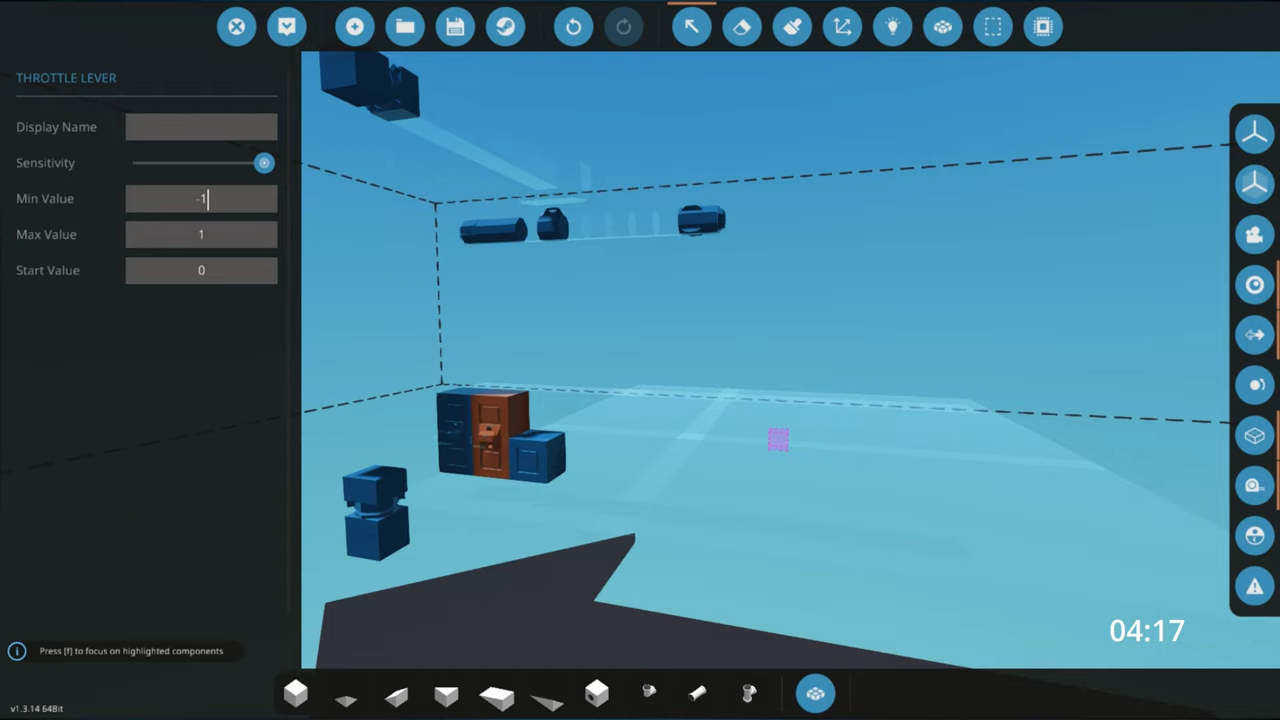 THROTTLE LEVER
Display Name
Sensitivity
Min Value -1
Max Value 1
Start Value 0
04:17
Press [f] to focus on highlighted components
v1.3.14 64Bit